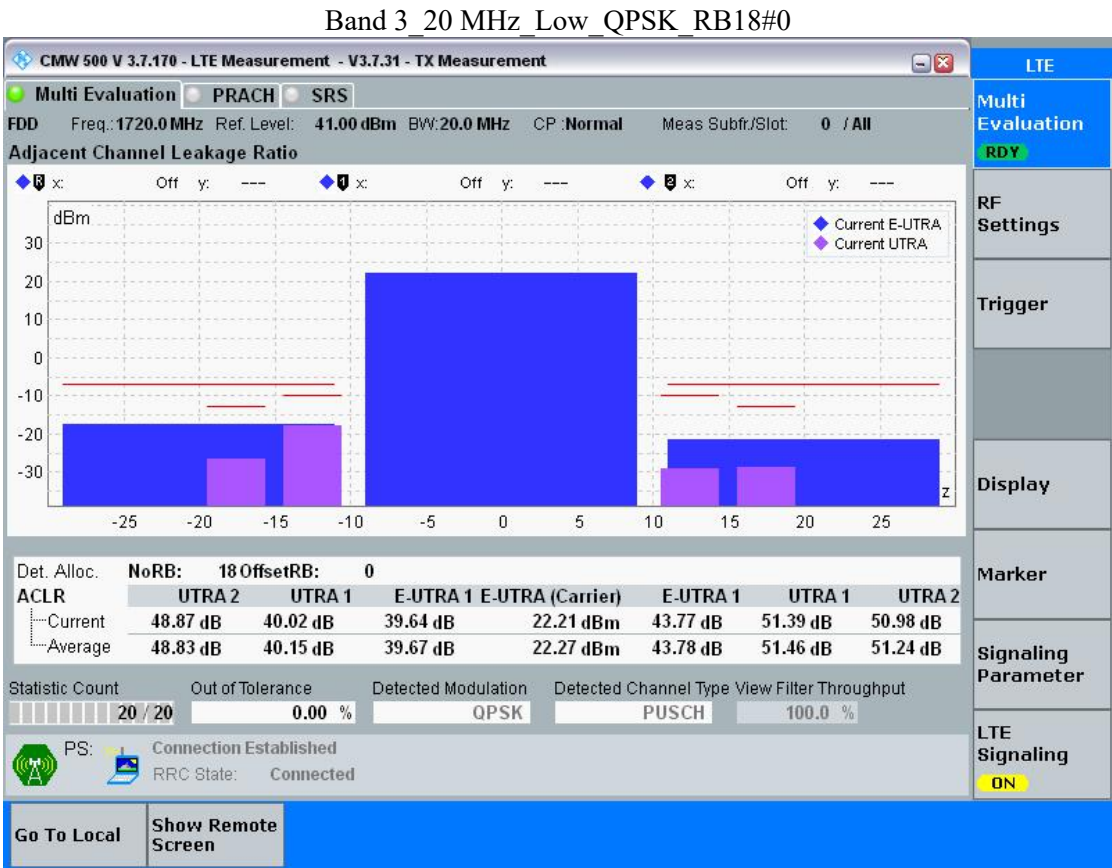 Band 3_20 MHz_Low_QPSK_RB18#0
CMW 500 V 3.7.170 - LTE Measurement - V3.7.31 - TX Measurement
LTE
Multi Evaluation PRACH SRS
Multi Evaluation
RDY
FDD Freq.: 1720.0 MHz Ref. Level: 41.00 dBm BW: 20.0 MHz CP : Normal Meas Subfr./Slot: 0 / All
Adjacent Channel Leakage Ratio
R x: Off y: --- 1 x: Off y: --- 2 x: Off y: ---
dBm
Current E-UTRA
Current UTRA
30
20
10
0
-10
-20
-30
z
-25 -20 -15 -10 -5 0 5 10 15 20 25
RF
Settings
Trigger
Display
Marker
Signaling
Parameter
LTE
Signaling
ON
Det. Alloc. NoRB: 18 OffsetRB: 0
ACLR UTRA 2 UTRA 1 E-UTRA 1 E-UTRA (Carrier) E-UTRA 1 UTRA 1 UTRA 2
Current 48.87 dB 40.02 dB 39.64 dB 22.21 dBm 43.77 dB 51.39 dB 50.98 dB
Average 48.83 dB 40.15 dB 39.67 dB 22.27 dBm 43.78 dB 51.46 dB 51.24 dB
Statistic Count Out of Tolerance Detected Modulation Detected Channel Type View Filter Throughput
20 / 20 0.00 % QPSK PUSCH 100.0 %
PS: Connection Established
RRC State: Connected
Go To Local
Show Remote
Screen